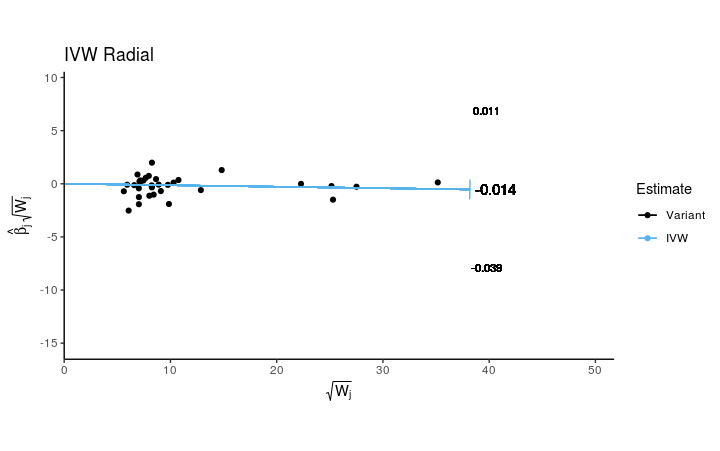 IVW Radial
10
5
0
-5
-10
-15
β̂j√Wj
0.011
-0.014
-0.039
0
10
20
30
40
50
√Wj
Estimate
Variant
IVW